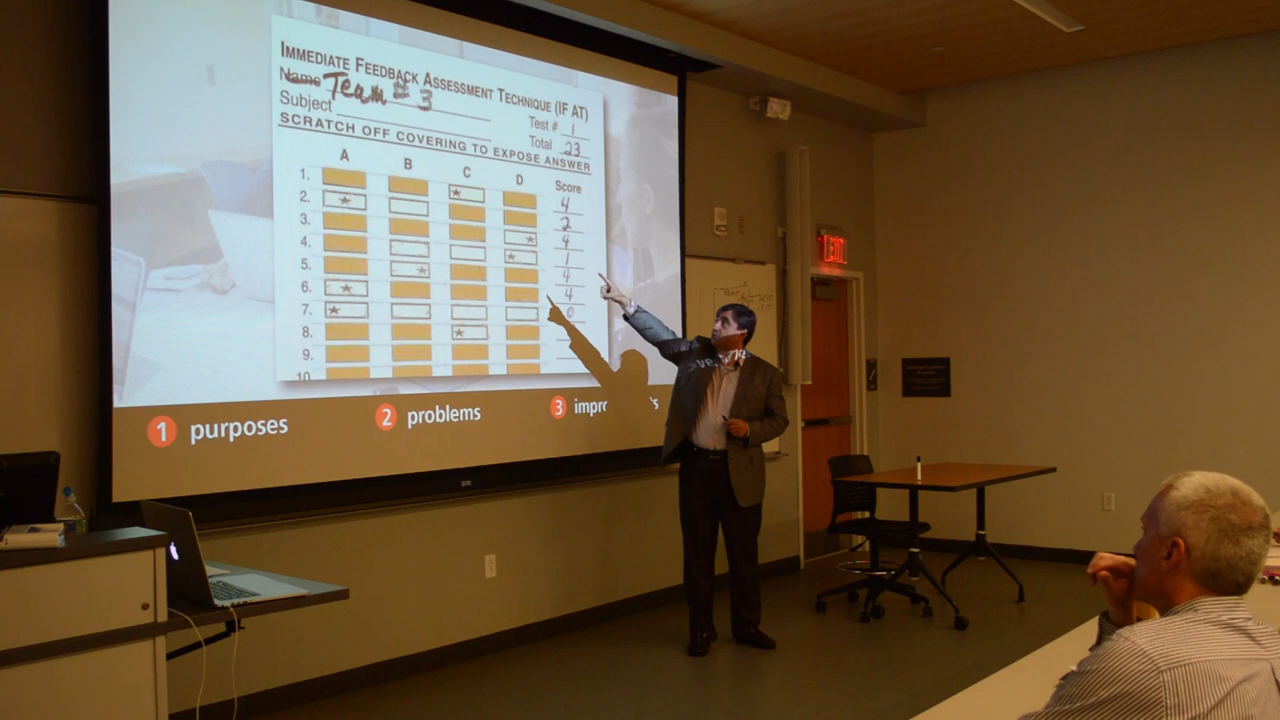 IMMEDIATE FEEDBACK ASSESSMENT TECHNIQUE (IF AT)
Name Team # 3
Subject
Test # 1
Total 23
SCRATCH OFF COVERING TO EXPOSE ANSWER
A B C D Score
1. 4
2. 2
3. 4
4. 1
5. 4
6. 4
7. 0
8.
9.
10
1 purposes 2 problems 3
EXIT